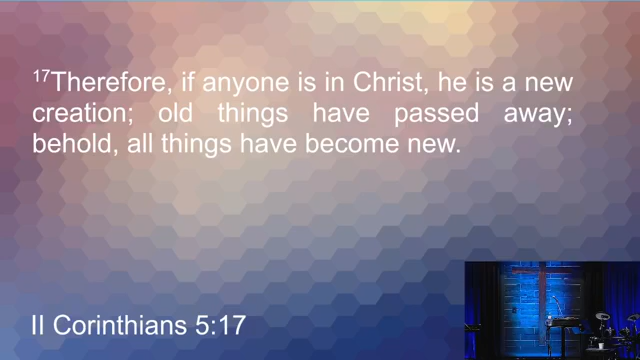 17Therefore, if anyone is in Christ, he is a new
creation; old things have passed away;
behold, all things have become new.
II Corinthians 5:17